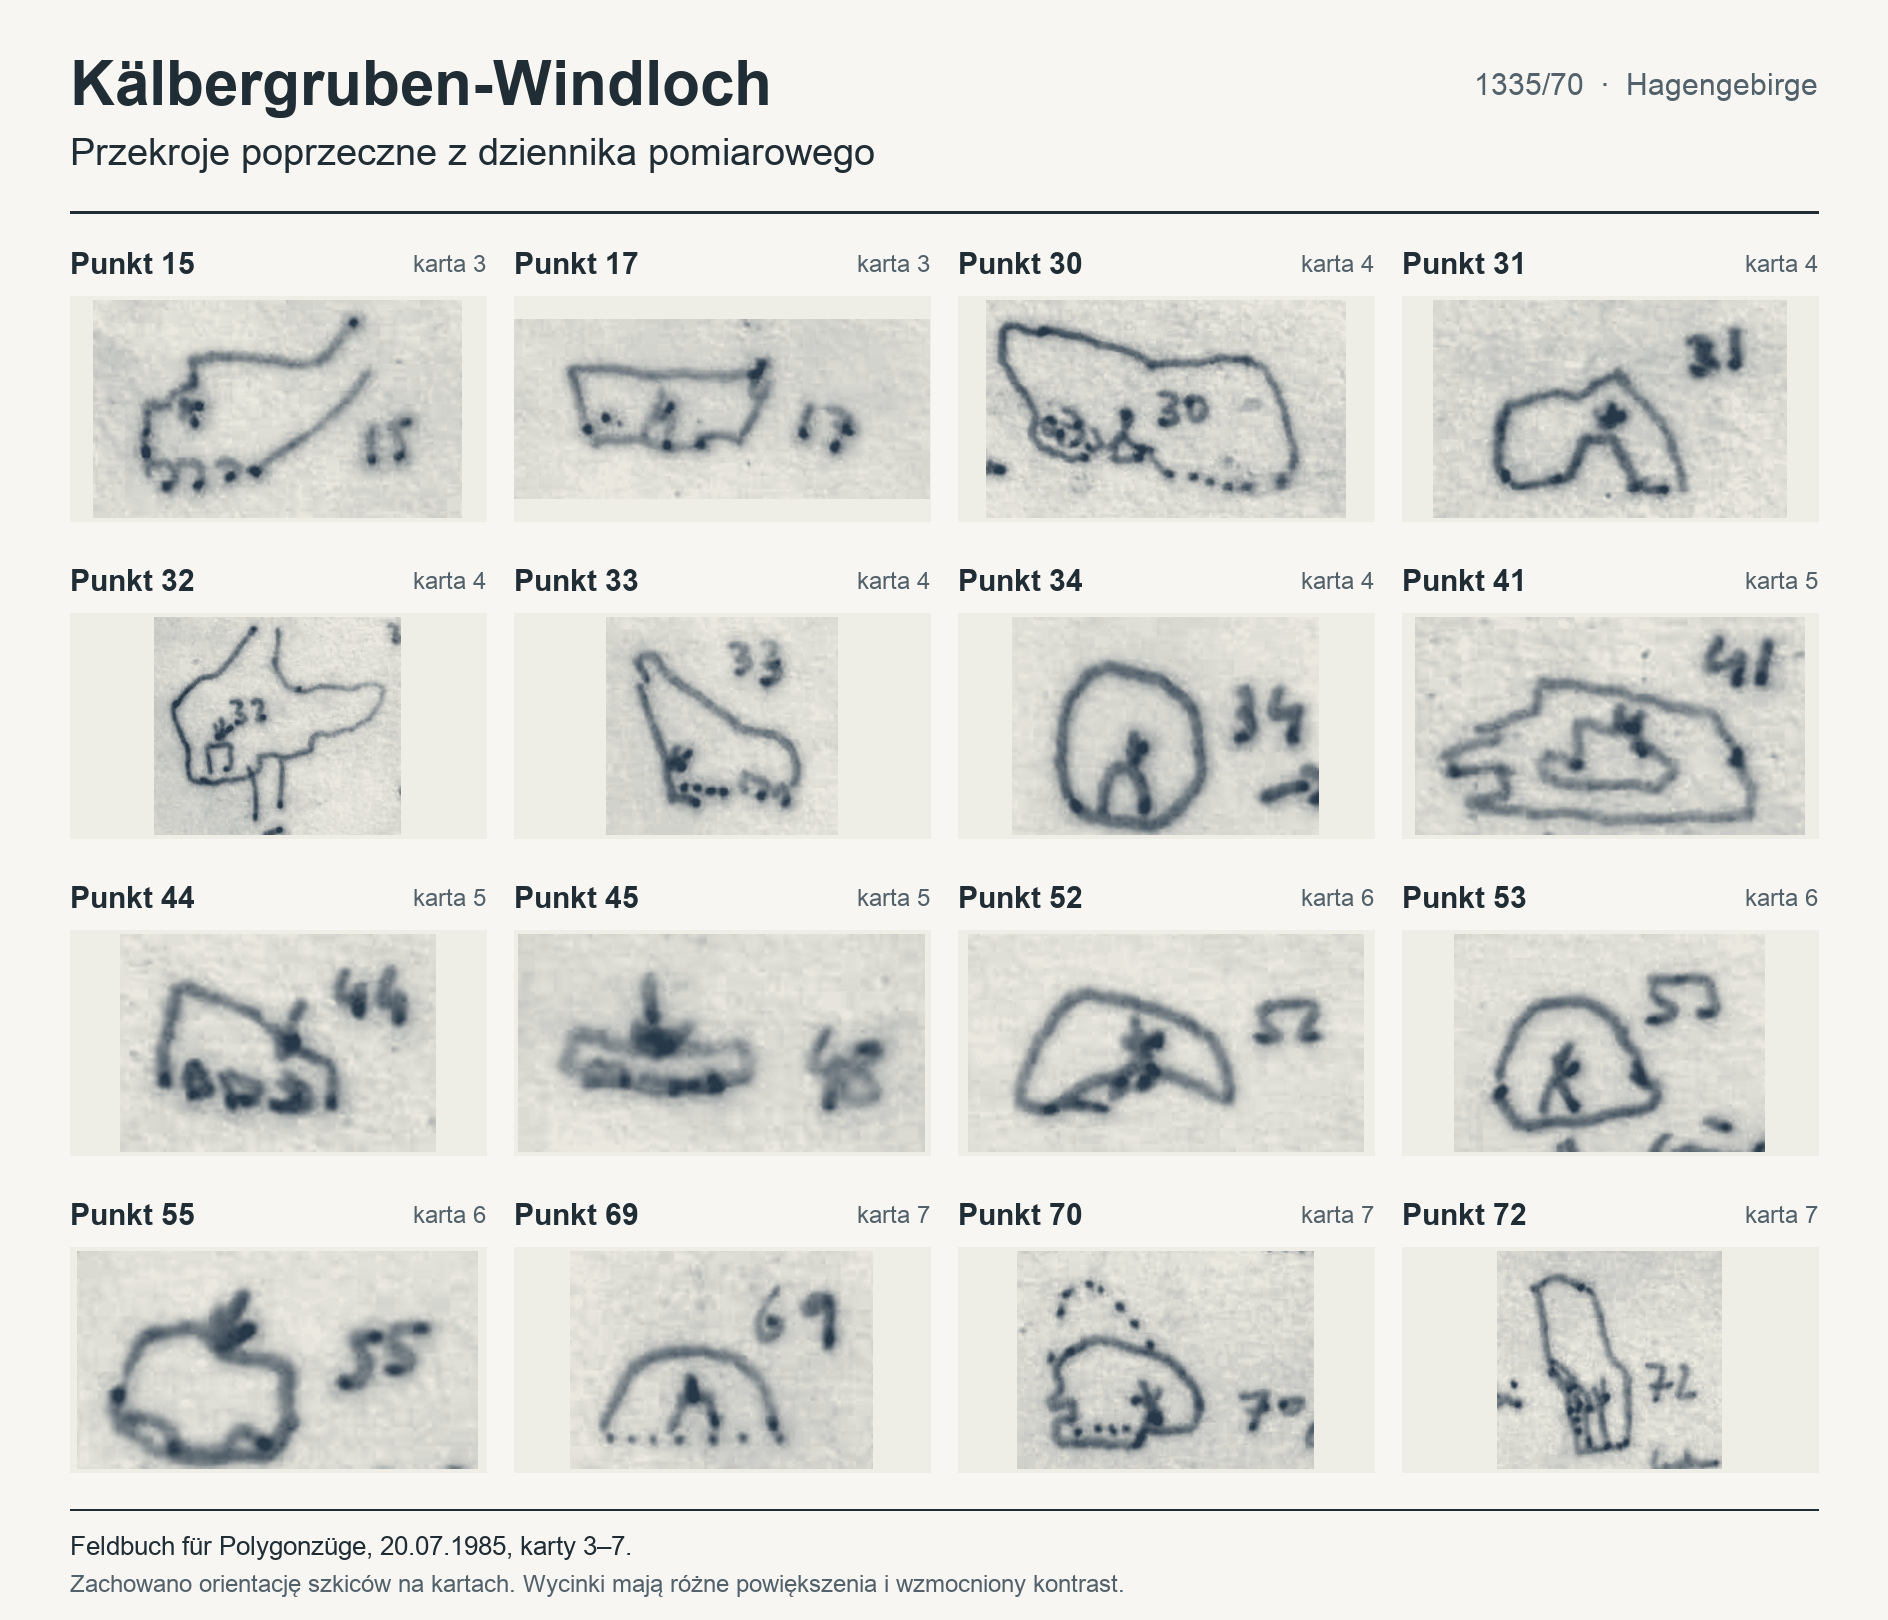 Kälbergruben-Windloch
1335/70 · Hagengebirge
Przekroje poprzeczne z dziennika pomiarowego
Punkt 15 karta 3
Punkt 17 karta 3
Punkt 30 karta 4
Punkt 31 karta 4
15
17
30
31
Punkt 32 karta 4
Punkt 33 karta 4
Punkt 34 karta 4
Punkt 41 karta 5
32
33
34
41
Punkt 44 karta 5
Punkt 45 karta 5
Punkt 52 karta 6
Punkt 53 karta 6
44
52
53
Punkt 55 karta 6
Punkt 69 karta 7
Punkt 70 karta 7
Punkt 72 karta 7
55
69
70
72
Feldbuch für Polygonzüge, 20.07.1985, karty 3–7.
Zachowano orientację szkiców na kartach. Wycinki mają różne powiększenia i wzmocniony kontrast.